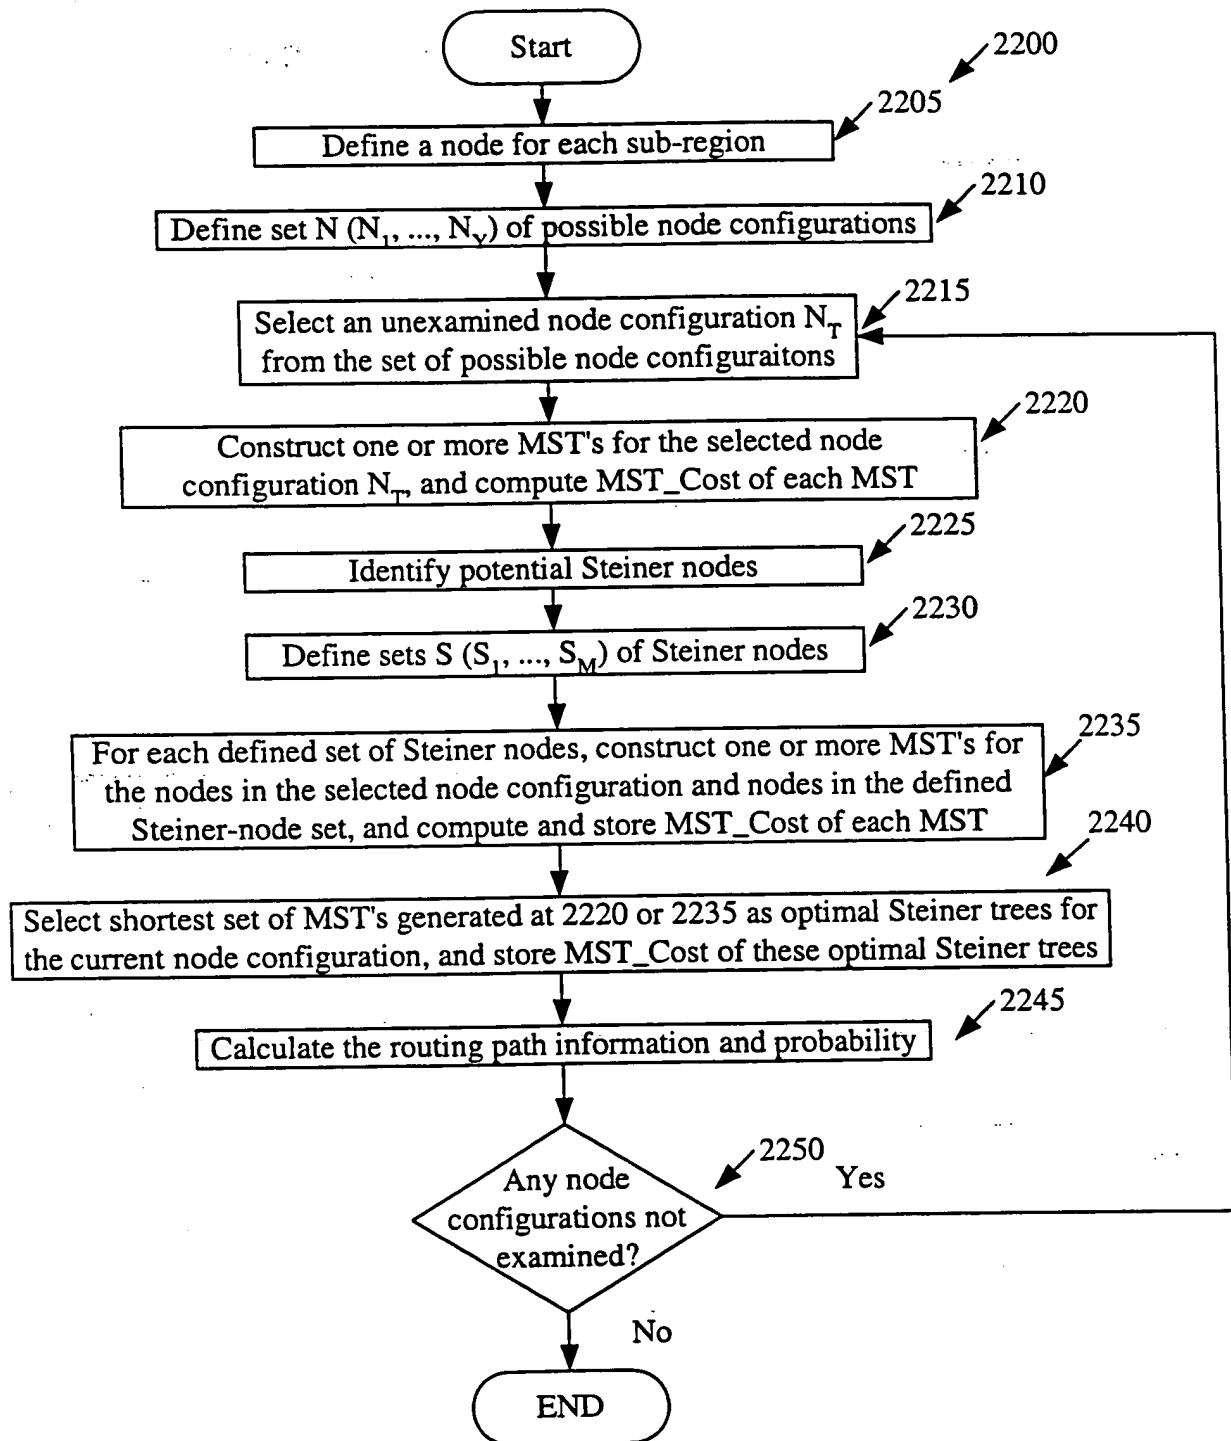 Start
2200
2205
Define a node for each sub-region
2210
Define set N (N₁, ..., N_Y) of possible node configurations
2215
Select an unexamined node configuration N_T
from the set of possible node configuraitons
2220
Construct one or more MST's for the selected node
configuration N_T, and compute MST_Cost of each MST
2225
Identify potential Steiner nodes
2230
Define sets S (S₁, ..., S_M) of Steiner nodes
2235
For each defined set of Steiner nodes, construct one or more MST's for
the nodes in the selected node configuration and nodes in the defined
Steiner-node set, and compute and store MST_Cost of each MST
2240
Select shortest set of MST's generated at 2220 or 2235 as optimal Steiner trees for
the current node configuration, and store MST_Cost of these optimal Steiner trees
2245
Calculate the routing path information and probability
2250
Yes
Any node
configurations not
examined?
No
END